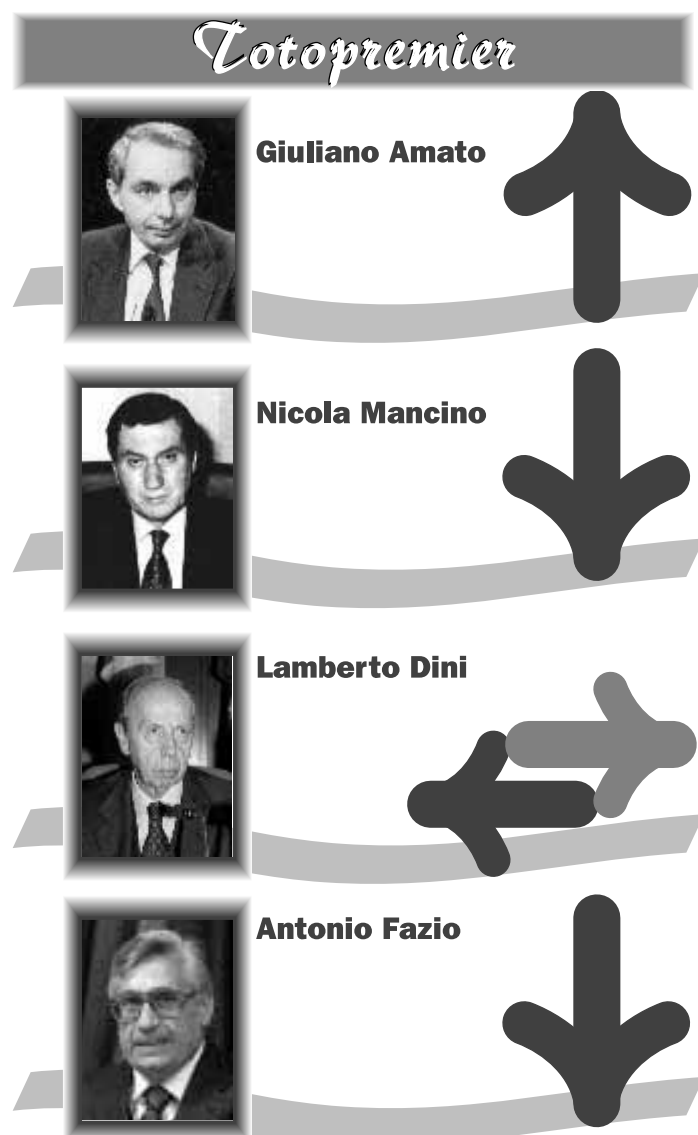 Totopremier
Giuliano Amato
Nicola Mancino
Lamberto Dini
Antonio Fazio